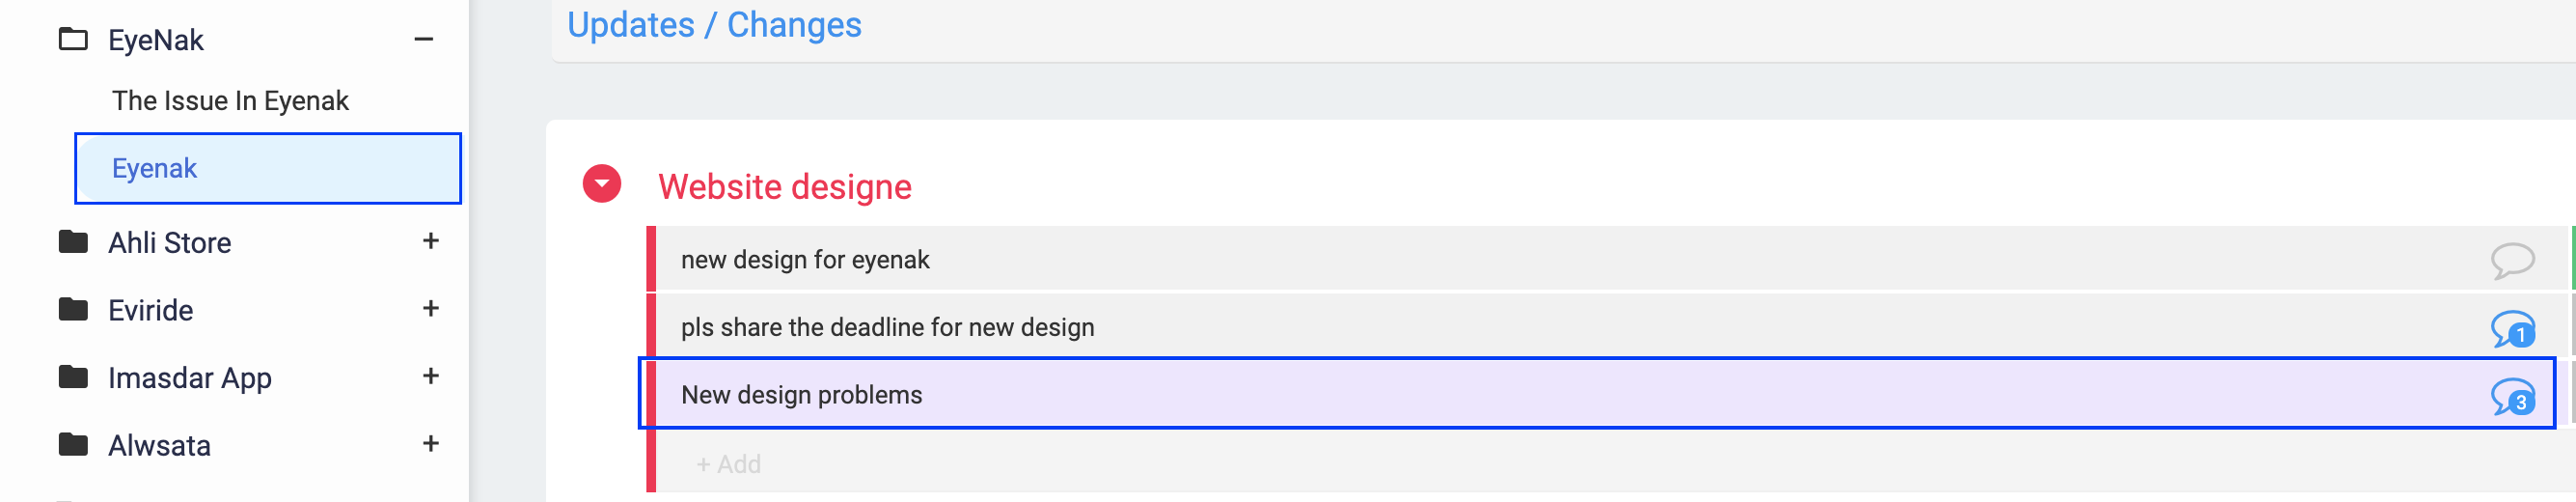 EyeNak
The Issue In Eyenak
Eyenak
Ahli Store
Eviride
Imasdar App
Alwsata
Updates / Changes
Website designe
new design for eyenak
pls share the deadline for new design
1
New design problems
3
+ Add